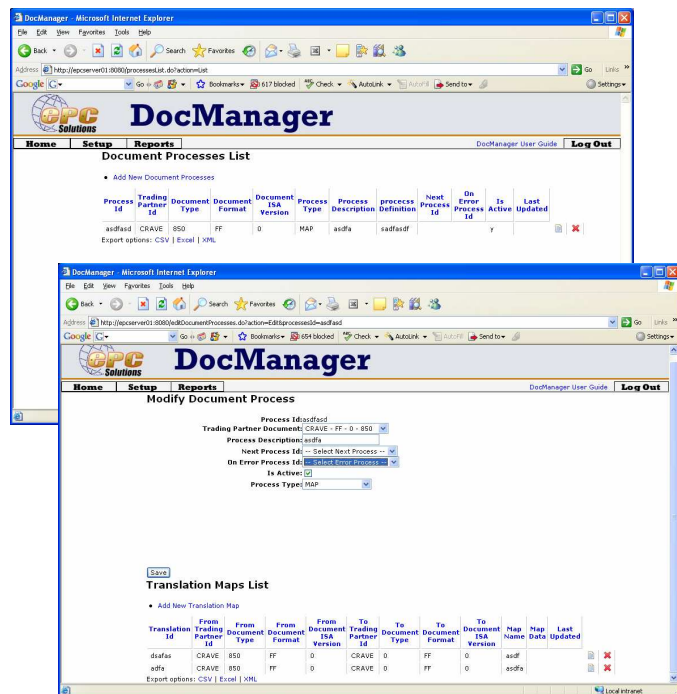 DocManager - Microsoft Internet Explorer
File Edit View Favorites Tools Help
Back Search Favorites
Address http://epcserver01:8080/processesList.do?action=List Go Links »
Google G Go Bookmarks 617 blocked Check AutoLink AutoFill Send to Settings
EPC Solutions
DocManager
Home Setup Reports DocManager User Guide Log Out
Document Processes List
Add New Document Processes
Process Id Trading Partner Id Document Type Document Format Document ISA Version Process Type Process Description procecss Definition Next Process Id On Error Process Id Is Active Last Updated
asdfasd CRAVE 850 FF 0 MAP asdfa sadfasdf y
Export options: CSV | Excel | XML
DocManager - Microsoft Internet Explorer
File Edit View Favorites Tools Help
Back Search Favorites
Address http://epcserver01:8080/editDocumentProcesses.do?action=Edit&processesId=asdfasd Go Links »
Google G Go Bookmarks 654 blocked Check AutoLink AutoFill Send to Settings
EPC Solutions
DocManager
Home Setup Reports DocManager User Guide Log Out
Modify Document Process
Process Id: asdfasd
Trading Partner Document: CRAVE - FF - 0 - 850
Process Description: asdfa
Next Process Id: -- Select Next Process --
On Error Process Id: -- Select Error Process --
Is Active:
Process Type: MAP
Save
Translation Maps List
Add New Translation Map
Translation Id From Trading Partner Id From Document Type From Document Format From Document ISA Version To Trading Partner Id To Document Type To Document Format To Document ISA Version Map Name Map Data Last Updated
dsafas CRAVE 850 FF 0 CRAVE 0 FF 0 asdf
adfa CRAVE 850 FF 0 CRAVE 0 FF 0 asdfa
Export options: CSV | Excel | XML
Local intranet